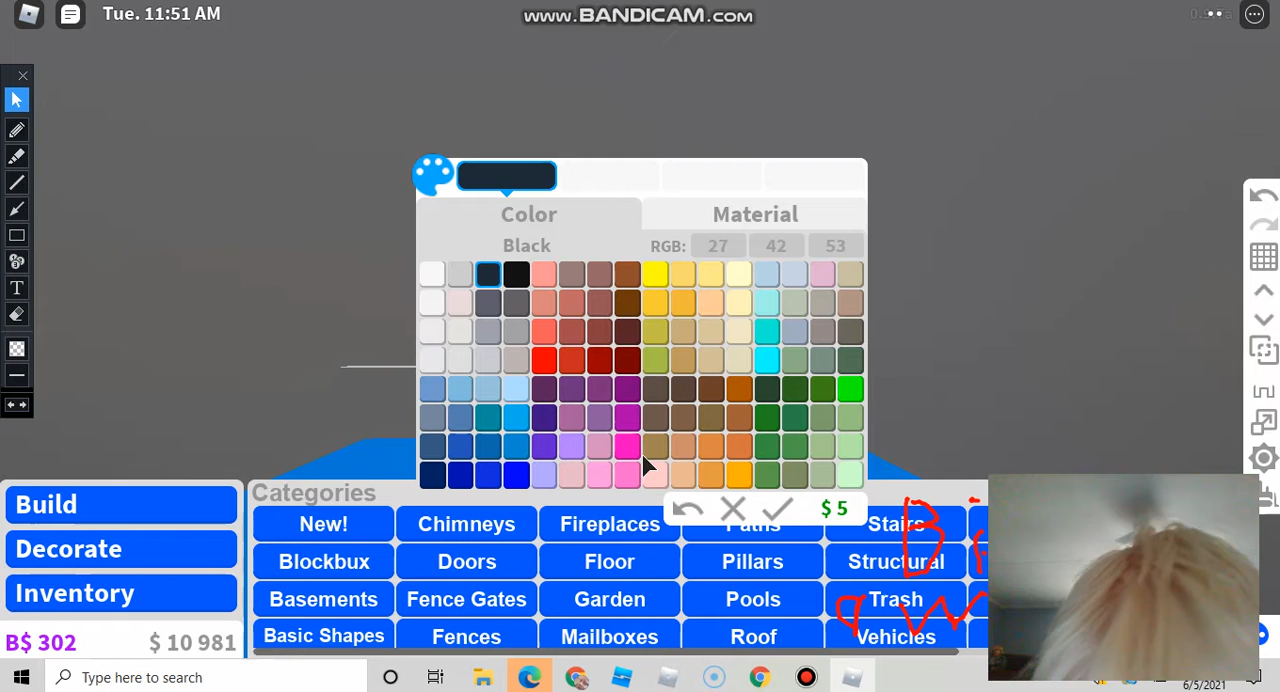 Tue. 11:51 AM
www.BANDICAM.com
Color
Material
Black
RGB: 27 42 53
$ 5
Build
Decorate
Inventory
B$ 302
$ 10 981
Categories
New!
Chimneys
Fireplaces
Paths
Stairs
Blockbux
Doors
Floor
Pillars
Structural
Basements
Fence Gates
Garden
Pools
Trash
Basic Shapes
Fences
Mailboxes
Roof
Vehicles
T
Type here to search
6/5/2021